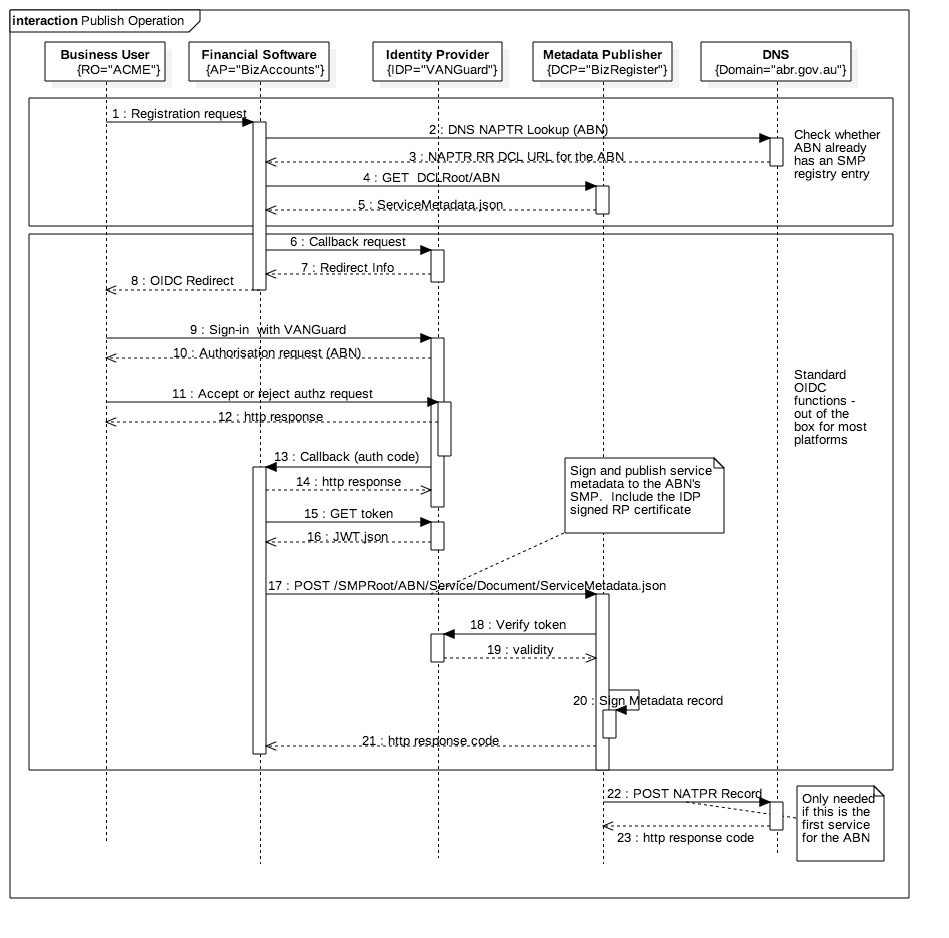 interaction Publish Operation
Business User
{RO="ACME"}
Financial Software
{AP="BizAccounts"}
Identity Provider
{IDP="VANGuard"}
Metadata Publisher
{DCP="BizRegister"}
DNS
{Domain="abr.gov.au"}
1 : Registration request
2 : DNS NAPTR Lookup (ABN)
3 : NAPTR RR DCL URL for the ABN
4 : GET  DCLRoot/ABN
5 : ServiceMetadata.json
Check whether
ABN already
has an SMP
registry entry
6 : Callback request
7 : Redirect Info
8 : OIDC Redirect
9 : Sign-in  with VANGuard
10 : Authorisation request (ABN)
11 : Accept or reject authz request
12 : http response
Standard
OIDC
functions -
out of the
box for most
platforms
13 : Callback (auth code)
14 : http response
15 : GET token
16 : JWT.json
Sign and publish service
metadata to the ABN's
SMP.  Include the IDP
signed RP certificate
17 : POST /SMPRoot/ABN/Service/Document/ServiceMetadata.json
18 : Verify token
19 : validity
20 : Sign Metadata record
21 : http response code
22 : POST NATPR Record
23 : http response code
Only needed
if this is the
first service
for the ABN